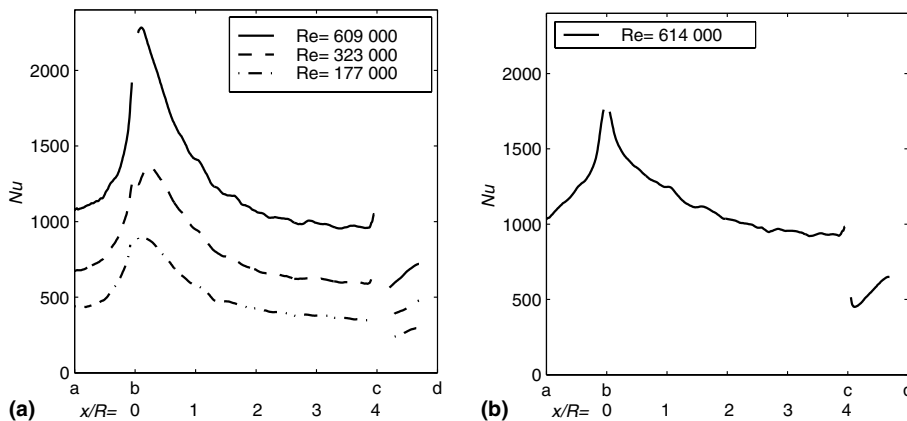 Re= 609 000
Re= 323 000
Re= 177 000
2000
1500
1000
500
0
Nu
a b c d
(a) x/R= 0 1 2 3 4
Re= 614 000
2000
1500
1000
500
0
Nu
a b c d
(b) x/R= 0 1 2 3 4